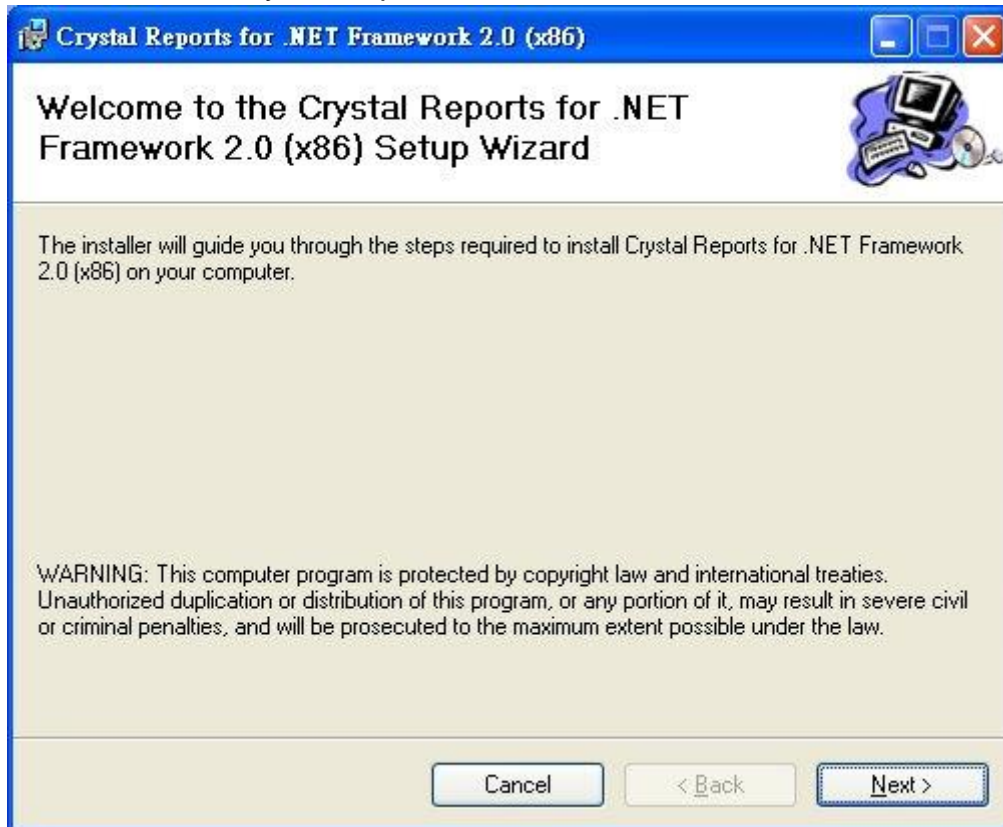 Crystal Reports for .NET Framework 2.0 (x86)
Welcome to the Crystal Reports for .NET
Framework 2.0 (x86) Setup Wizard
The installer will guide you through the steps required to install Crystal Reports for .NET Framework
2.0 (x86) on your computer.
WARNING: This computer program is protected by copyright law and international treaties.
Unauthorized duplication or distribution of this program, or any portion of it, may result in severe civil
or criminal penalties, and will be prosecuted to the maximum extent possible under the law.
Cancel < Back Next >